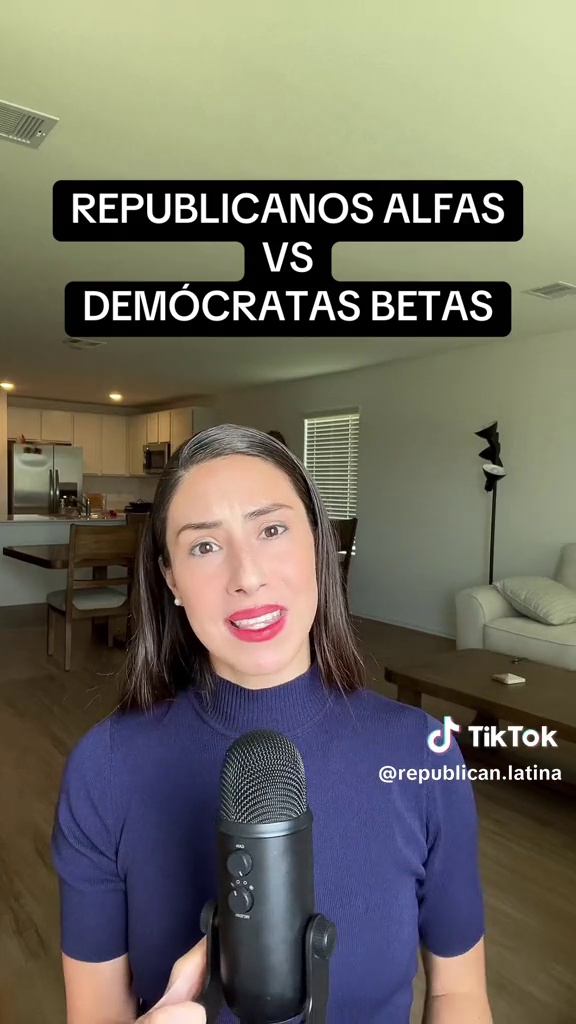 REPUBLICANOS ALFAS
VS
DEMÓCRATAS BETAS
TikTok
@republican.latina